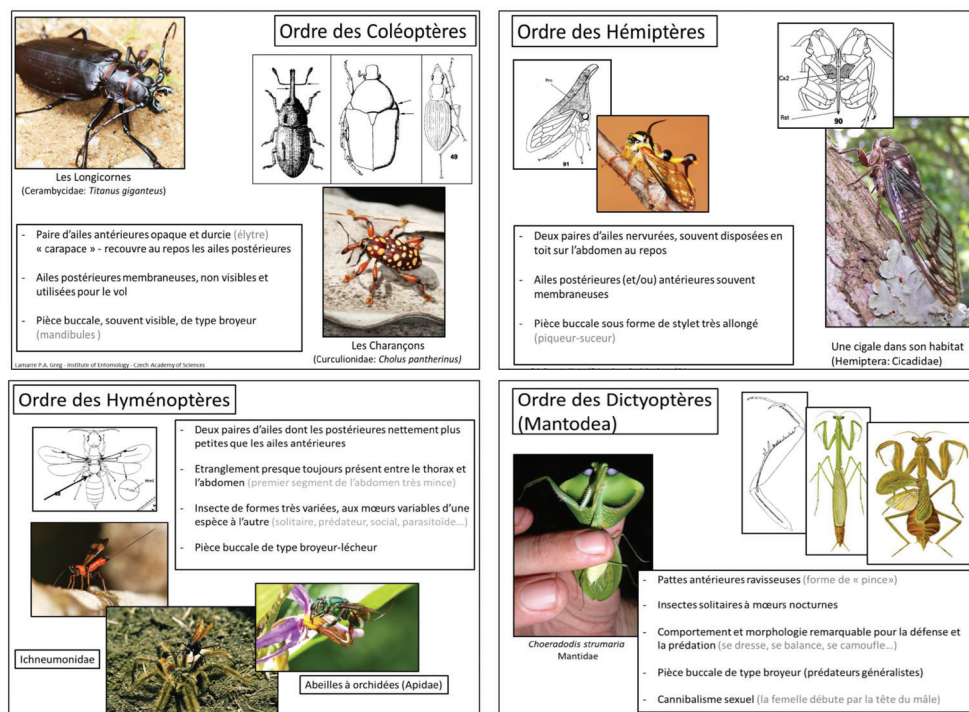 Ordre des Coléoptères
49
Les Longicornes
(Cerambycidae: Titanus giganteus)
- Paire d'ailes antérieures opaque et durcie (élytre)
« carapace » - recouvre au repos les ailes postérieures
- Ailes postérieures membraneuses, non visibles et
utilisées pour le vol
- Pièce buccale, souvent visible, de type broyeur
(mandibules )
Les Charançons
(Curculionidae: Cholus pantherinus)
Lamarre P.A. Greg - Institute of Entomology - Czech Academy of Sciences
Ordre des Hémiptères
Prn
91
Cx2
Rst
90
- Deux paires d'ailes nervurées, souvent disposées en
toit sur l'abdomen au repos
- Ailes postérieures (et/ou) antérieures souvent
membraneuses
- Pièce buccale sous forme de stylet très allongé
(piqueur-suceur)
Une cigale dans son habitat
(Hemiptera: Cicadidae)
Ordre des Hyménoptères
- Deux paires d'ailes dont les postérieures nettement plus
petites que les ailes antérieures
- Etranglement presque toujours présent entre le thorax et
l'abdomen (premier segment de l'abdomen très mince)
- Insecte de formes très variées, aux mœurs variables d'une
espèce à l'autre (solitaire, prédateur, social, parasitoïde…)
- Pièce buccale de type broyeur-lécheur
Ichneumonidae
Abeilles à orchidées (Apidae)
Ordre des Dictyoptères
(Mantodea)
Choeradodis strumaria
Mantidae
- Pattes antérieures ravisseuses (forme de « pince»)
- Insectes solitaires à mœurs nocturnes
- Comportement et morphologie remarquable pour la défense et
la prédation (se dresse, se balance, se camoufle…)
- Pièce buccale de type broyeur (prédateurs généralistes)
- Cannibalisme sexuel (la femelle débute par la tête du mâle)